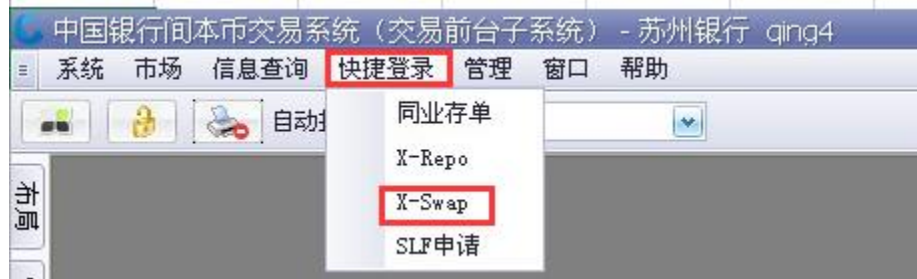 中国银行间本币交易系统（交易前台子系统） - 苏州银行 qing4
系统 市场 信息查询 快捷登录 管理 窗口 帮助
自动
同业存单
X-Repo
X-Swap
SLF申请
布局